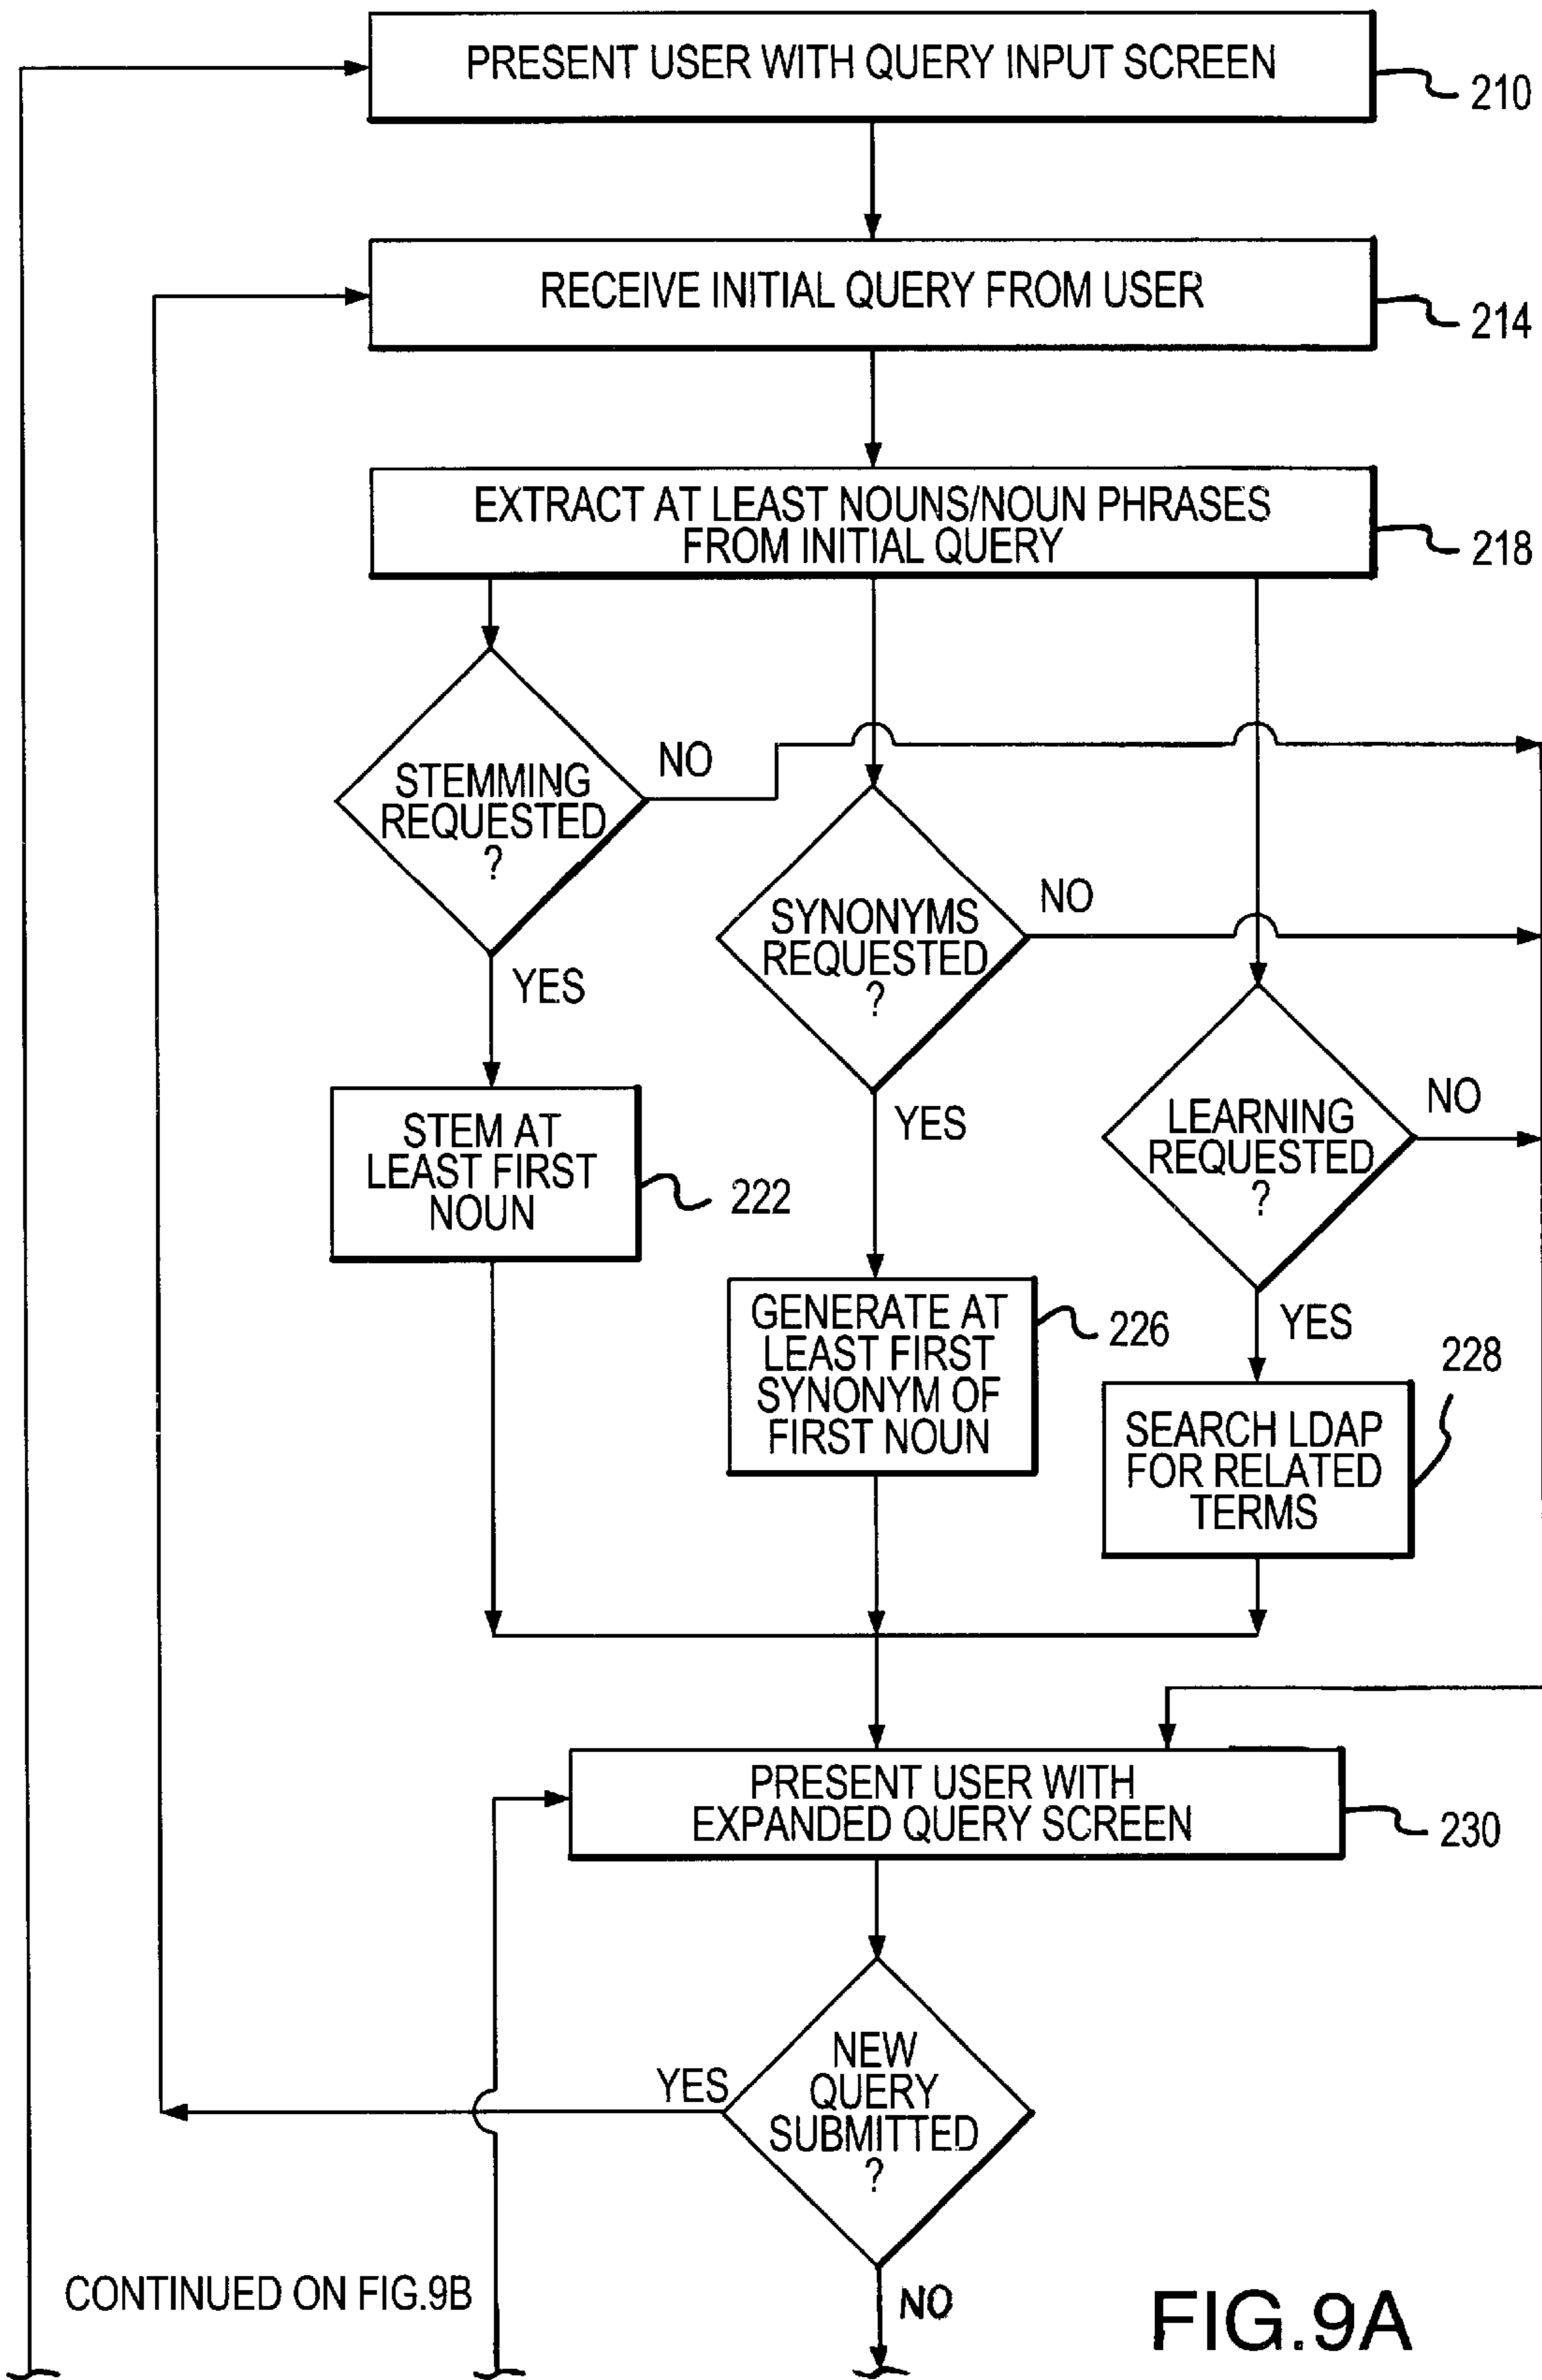 PRESENT USER WITH QUERY INPUT SCREEN
210
RECEIVE INITIAL QUERY FROM USER
214
EXTRACT AT LEAST NOUNS/NOUN PHRASES
FROM INITIAL QUERY
218
STEMMING
REQUESTED
?
NO
YES
SYNONYMS
REQUESTED
?
NO
YES
LEARNING
REQUESTED
?
NO
YES
STEM AT
LEAST FIRST
NOUN
222
GENERATE AT
LEAST FIRST
SYNONYM OF
FIRST NOUN
226
SEARCH LDAP
FOR RELATED
TERMS
228
PRESENT USER WITH
EXPANDED QUERY SCREEN
230
NEW
QUERY
SUBMITTED
?
YES
NO
CONTINUED ON FIG.9B
FIG.9A